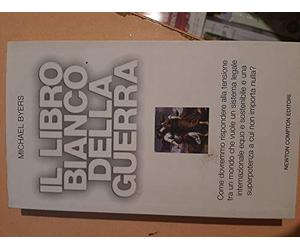 MICHAEL BYERS
IL LIBRO
BIANCO
DELLA
GUERRA
Come dovremmo rispondere alla tensione
tra un mondo che vuole un sistema legale
internazionale equo e sostenibile e una
superpotenza a cui non importa nulla?
NEWTON COMPTON EDITORI